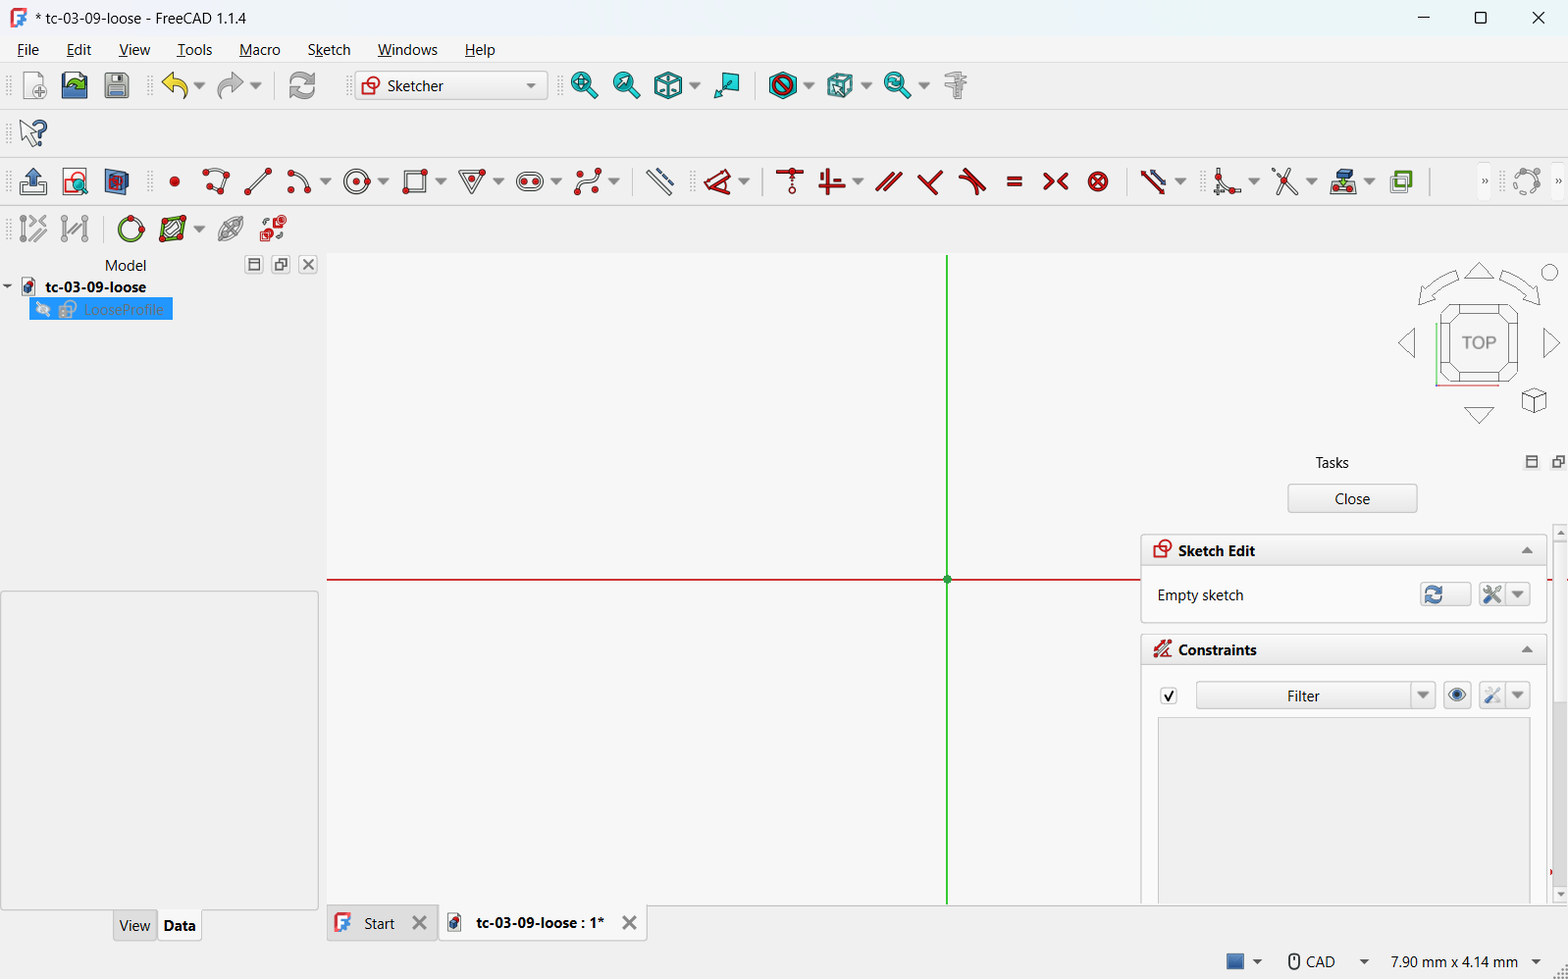 * tc-03-09-loose - FreeCAD 1.1.4
File Edit View Tools Macro Sketch Windows Help
Sketcher
Model
tc-03-09-loose
LooseProfile
TOP
Tasks
Close
Sketch Edit
Empty sketch
Constraints
Filter
View Data
Start tc-03-09-loose : 1*
CAD 7.90 mm x 4.14 mm